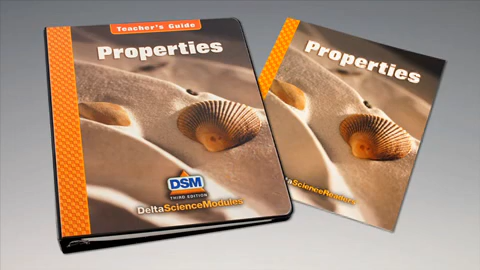 Teacher's Guide
Properties
DSM
THIRD EDITION
DeltaScienceModules
Properties
DeltaScienceReaders